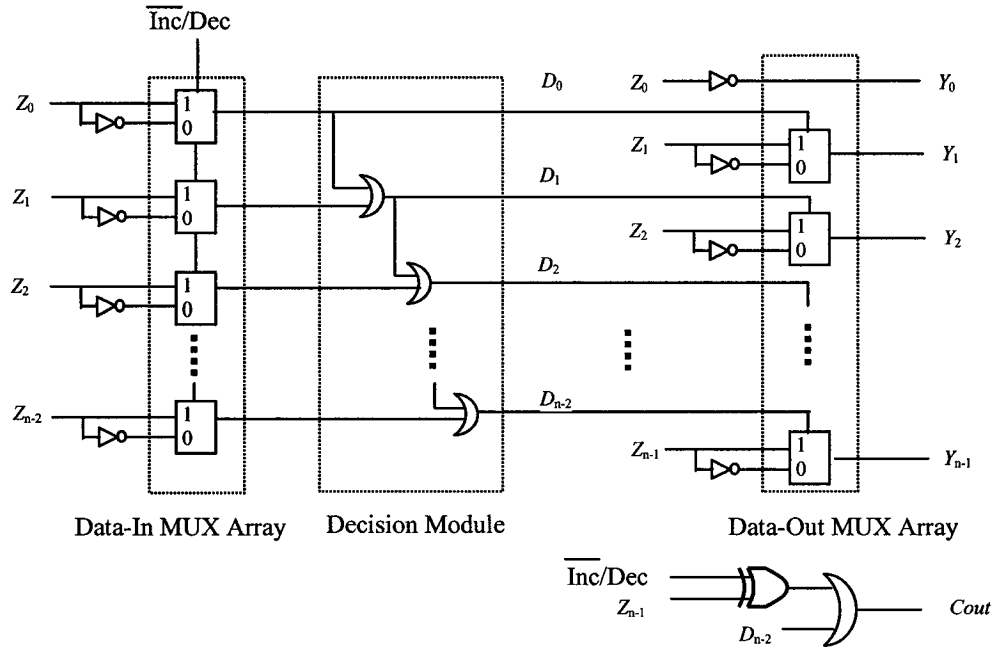 I̅n̅c̅/Dec
Z₀ 1 0
D₀
Z₀ Y₀
Z₁ 1 0 Y₁
Z₁ 1 0
D₁
Z₂ 1 0 Y₂
Z₂ 1 0
D₂
Zn-2 1 0
Dn-2
Zn-1 1 0 Yn-1
Data-In MUX Array
Decision Module
Data-Out MUX Array
I̅n̅c̅/Dec
Zn-1
Dn-2
Cout